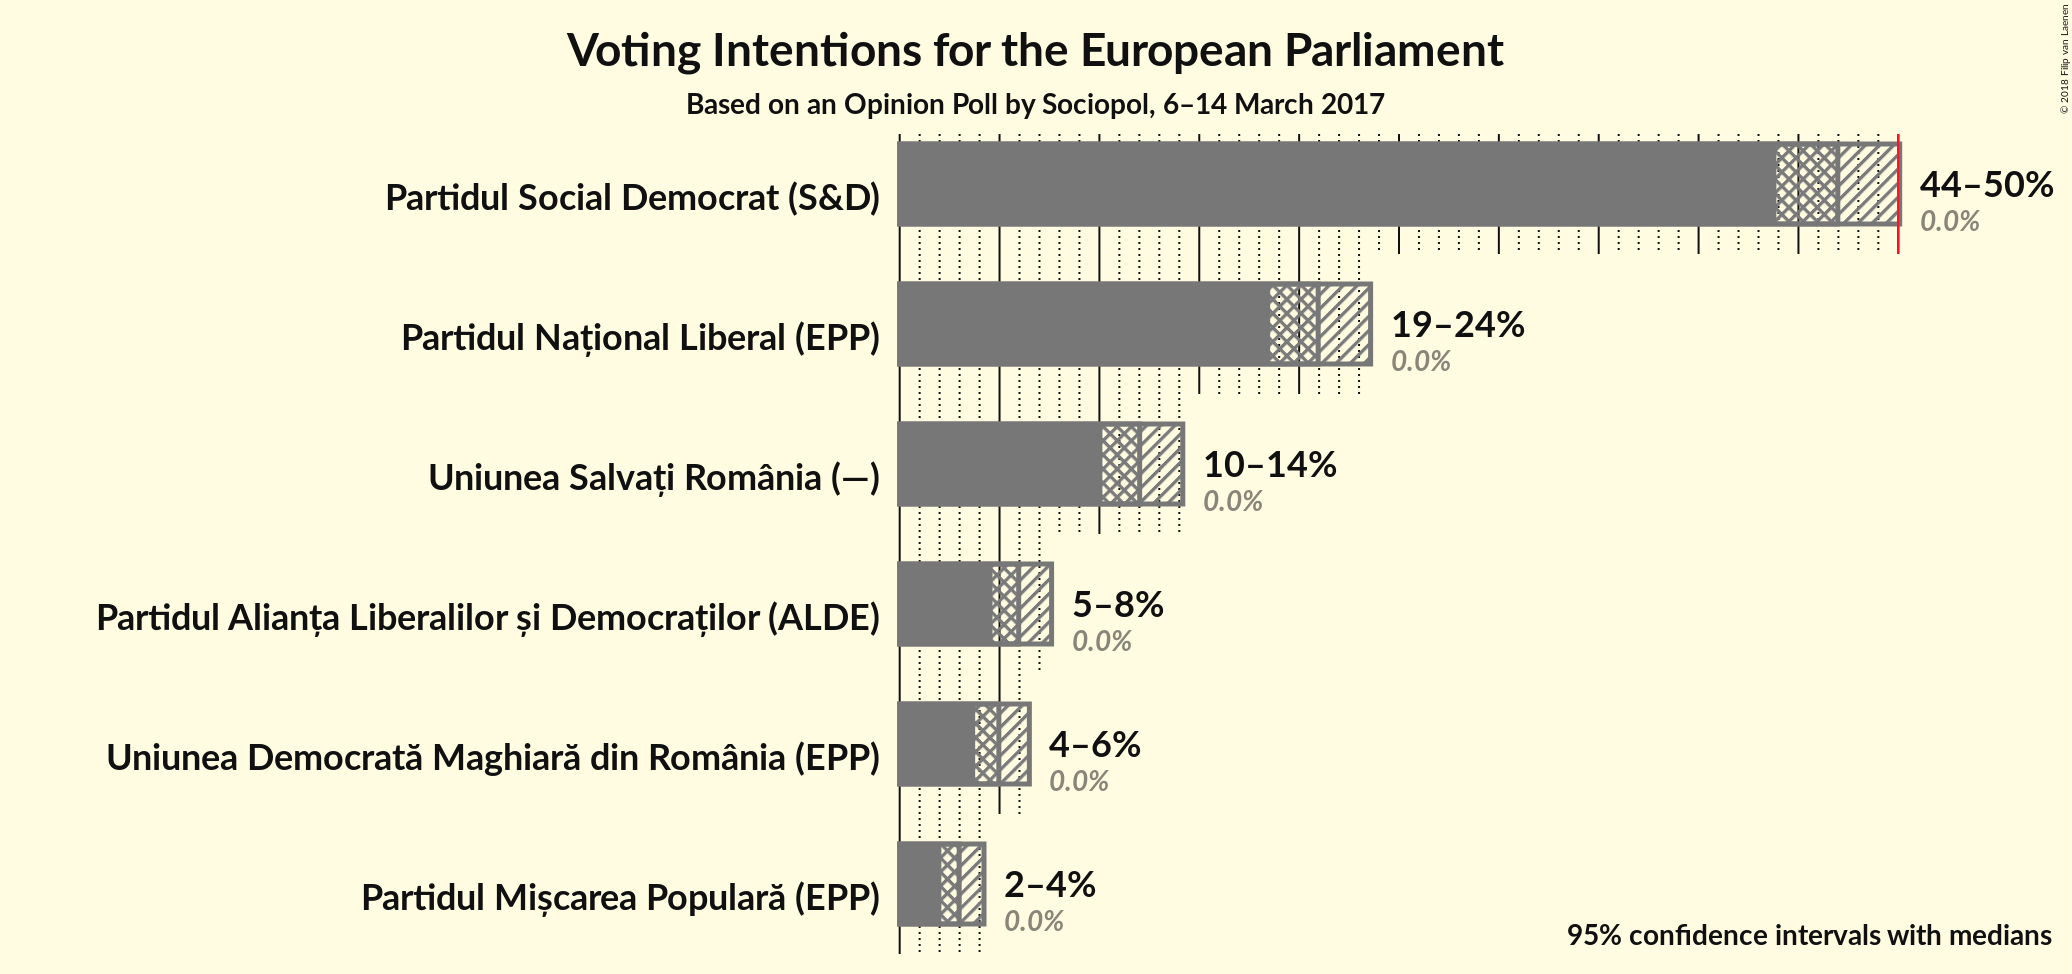 Voting Intentions for the European Parliament
Based on an Opinion Poll by Sociopol, 6–14 March 2017
© 2018 Filip van Laenen
Partidul Social Democrat (S&D)
44–50%
0.0%
Partidul Național Liberal (EPP)
19–24%
0.0%
Uniunea Salvați România (—)
10–14%
0.0%
Partidul Alianța Liberalilor și Democraților (ALDE)
5–8%
0.0%
Uniunea Democrată Maghiară din România (EPP)
4–6%
0.0%
Partidul Mișcarea Populară (EPP)
2–4%
0.0%
95% confidence intervals with medians